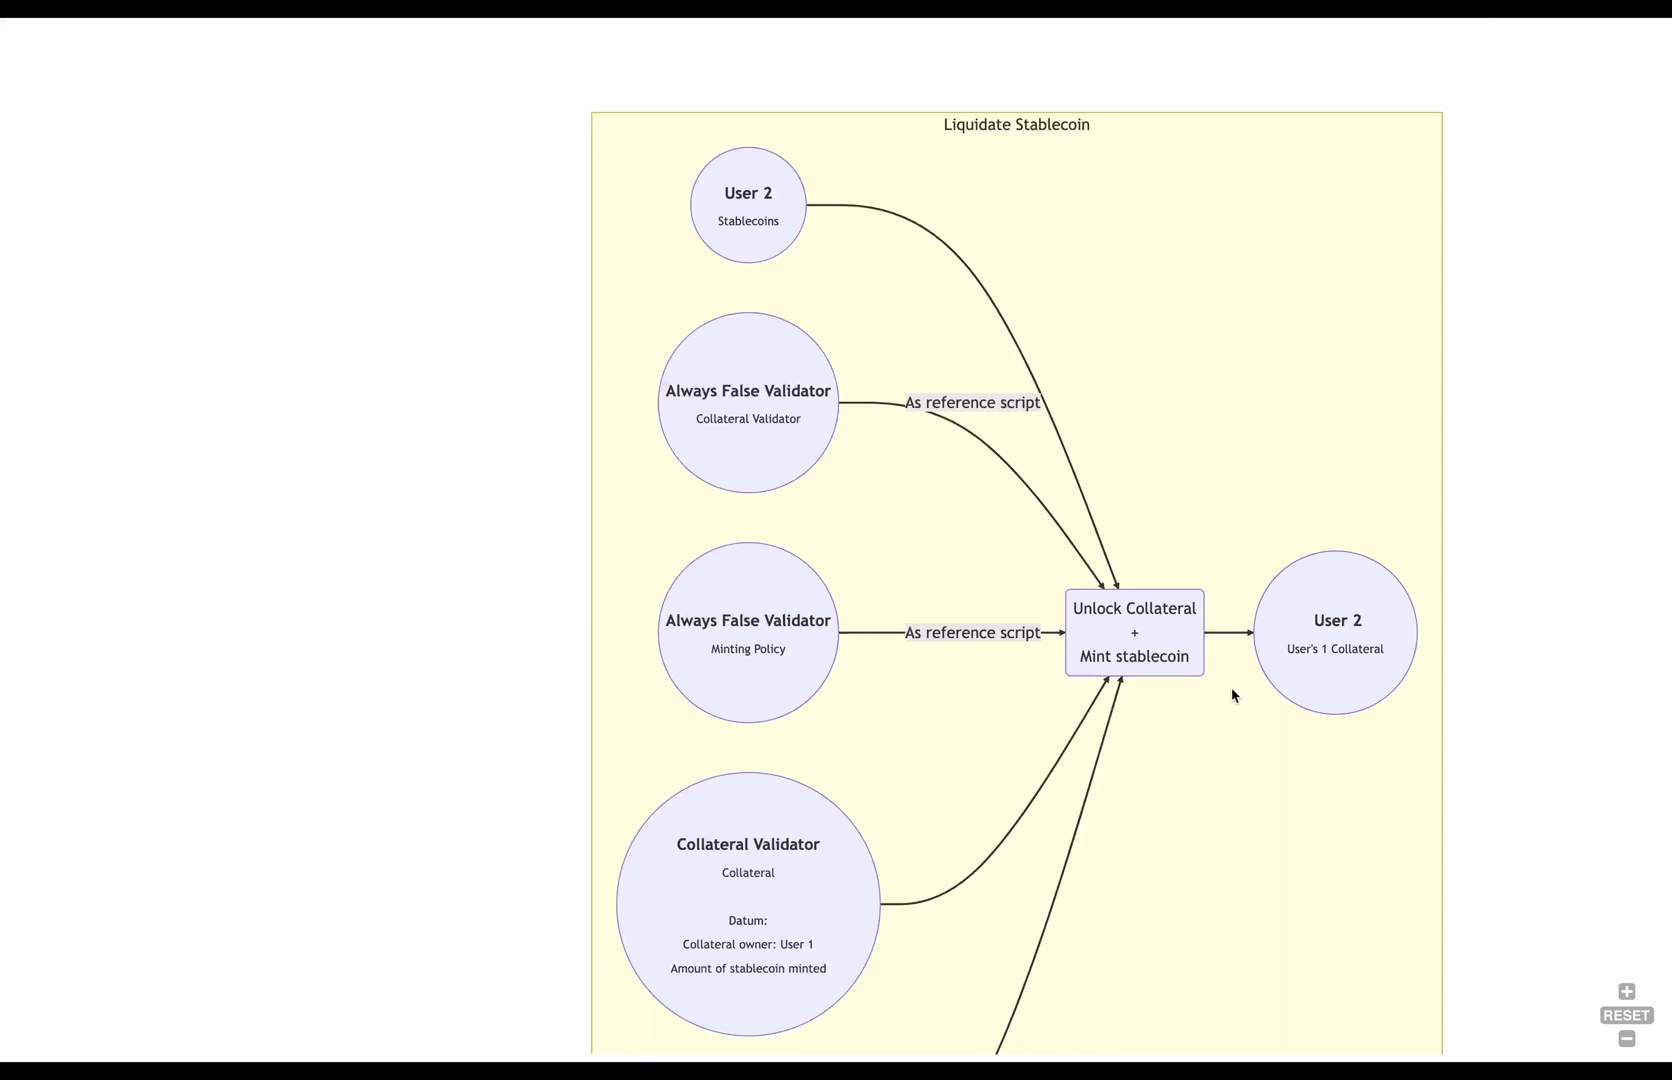 Liquidate Stablecoin
User 2
Stablecoins
Always False Validator
Collateral Validator
As reference script
Always False Validator
Minting Policy
As reference script
Unlock Collateral
+
Mint stablecoin
User 2
User's 1 Collateral
Collateral Validator
Collateral
Datum:
Collateral owner: User 1
Amount of stablecoin minted
+
RESET
−